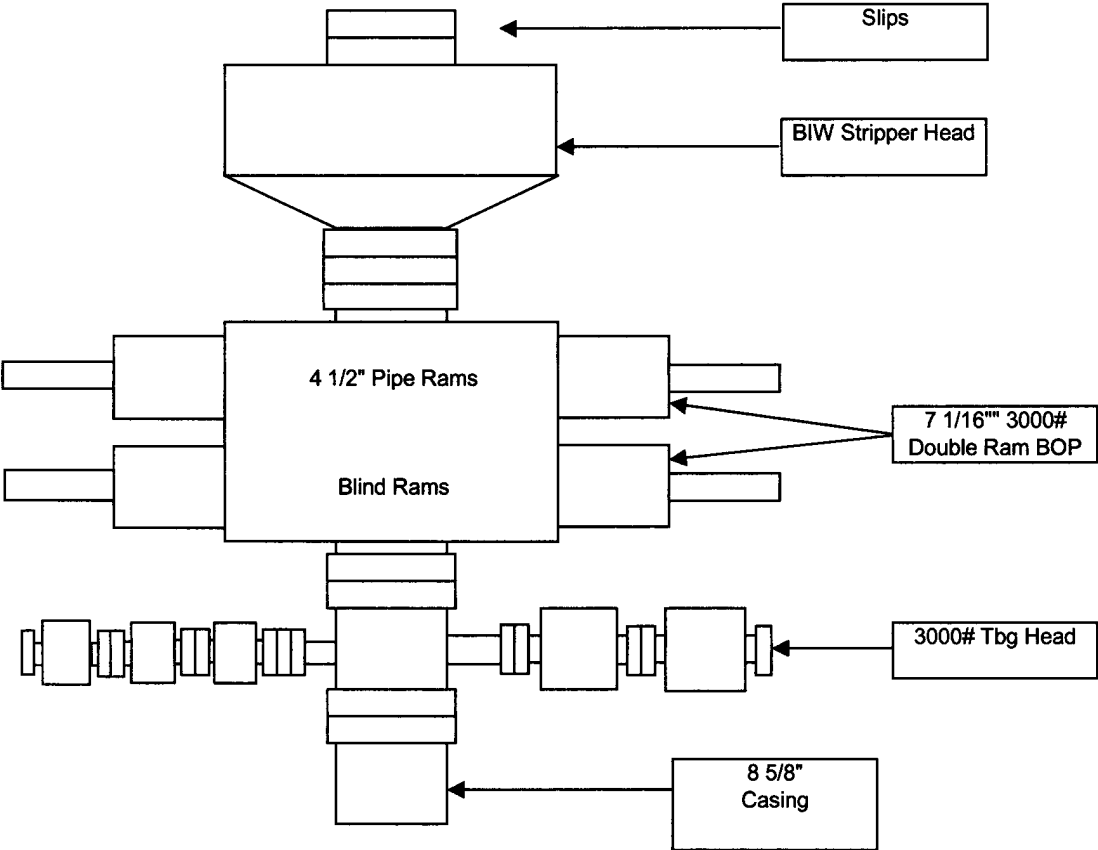 Slips
BIW Stripper Head
4 1/2" Pipe Rams
7 1/16"" 3000#
Double Ram BOP
Blind Rams
3000# Tbg Head
8 5/8"
Casing